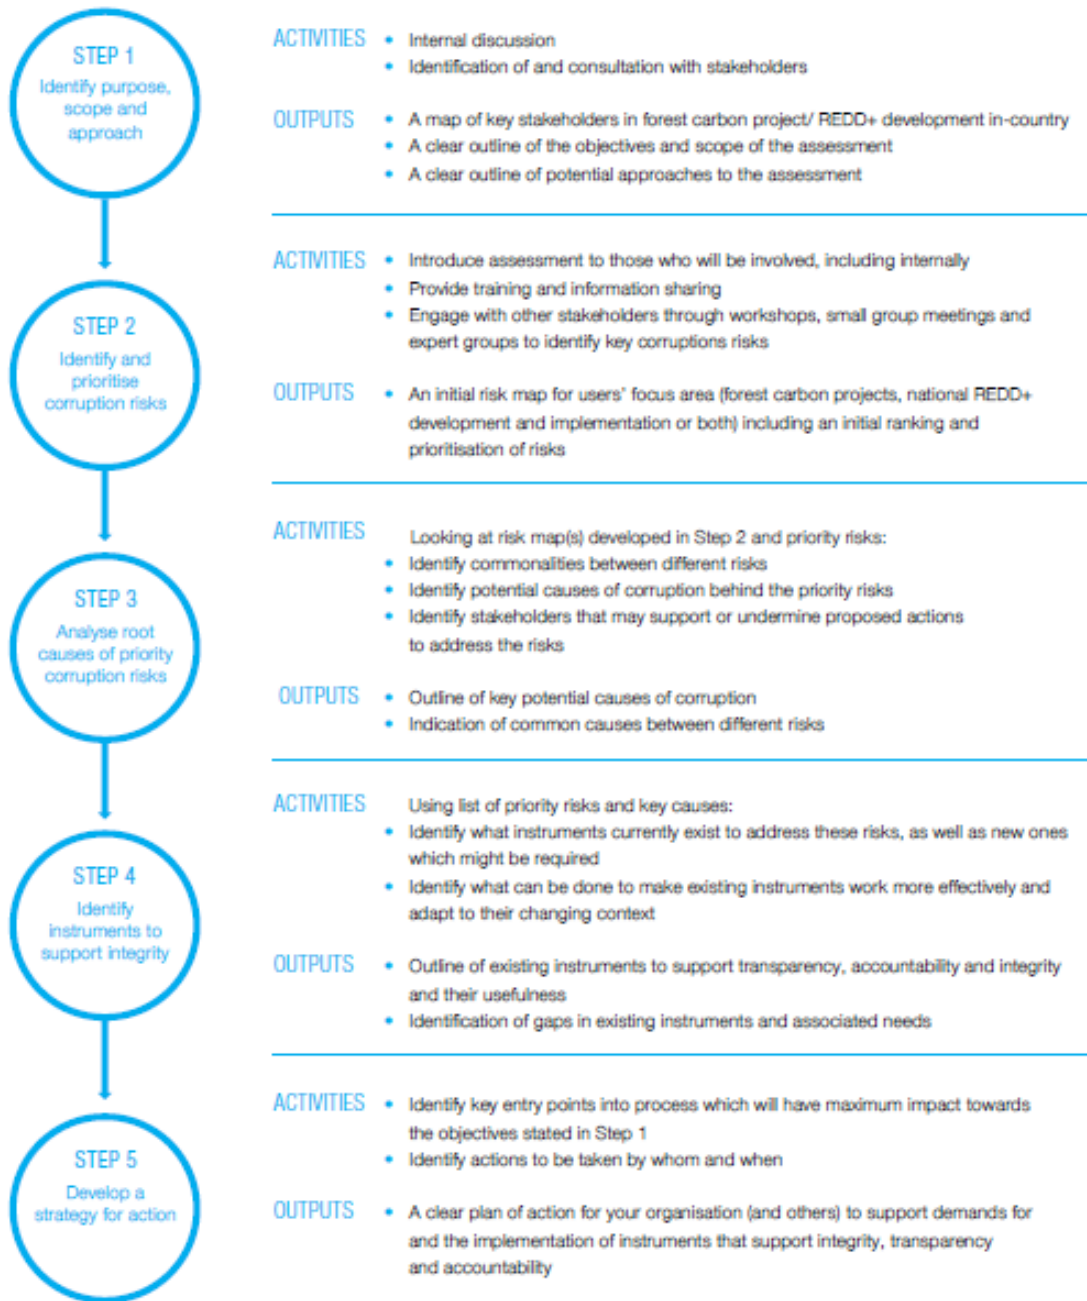 STEP 1
Identify purpose,
scope and
approach
ACTIVITIES • Internal discussion
• Identification of and consultation with stakeholders
OUTPUTS • A map of key stakeholders in forest carbon project/ REDD+ development in-country
• A clear outline of the objectives and scope of the assessment
• A clear outline of potential approaches to the assessment
STEP 2
Identify and
prioritise
corruption risks
ACTIVITIES • Introduce assessment to those who will be involved, including internally
• Provide training and information sharing
• Engage with other stakeholders through workshops, small group meetings and
expert groups to identify key corruptions risks
OUTPUTS • An initial risk map for users' focus area (forest carbon projects, national REDD+
development and implementation or both) including an initial ranking and
prioritisation of risks
STEP 3
Analyse root
causes of priority
corruption risks
ACTIVITIES Looking at risk map(s) developed in Step 2 and priority risks:
• Identify commonalities between different risks
• Identify potential causes of corruption behind the priority risks
• Identify stakeholders that may support or undermine proposed actions
to address the risks
OUTPUTS • Outline of key potential causes of corruption
• Indication of common causes between different risks
STEP 4
Identify
instruments to
support integrity
ACTIVITIES Using list of priority risks and key causes:
• Identify what instruments currently exist to address these risks, as well as new ones
which might be required
• Identify what can be done to make existing instruments work more effectively and
adapt to their changing context
OUTPUTS • Outline of existing instruments to support transparency, accountability and integrity
and their usefulness
• Identification of gaps in existing instruments and associated needs
STEP 5
Develop a
strategy for action
ACTIVITIES • Identify key entry points into process which will have maximum impact towards
the objectives stated in Step 1
• Identify actions to be taken by whom and when
OUTPUTS • A clear plan of action for your organisation (and others) to support demands for
and the implementation of instruments that support integrity, transparency
and accountability